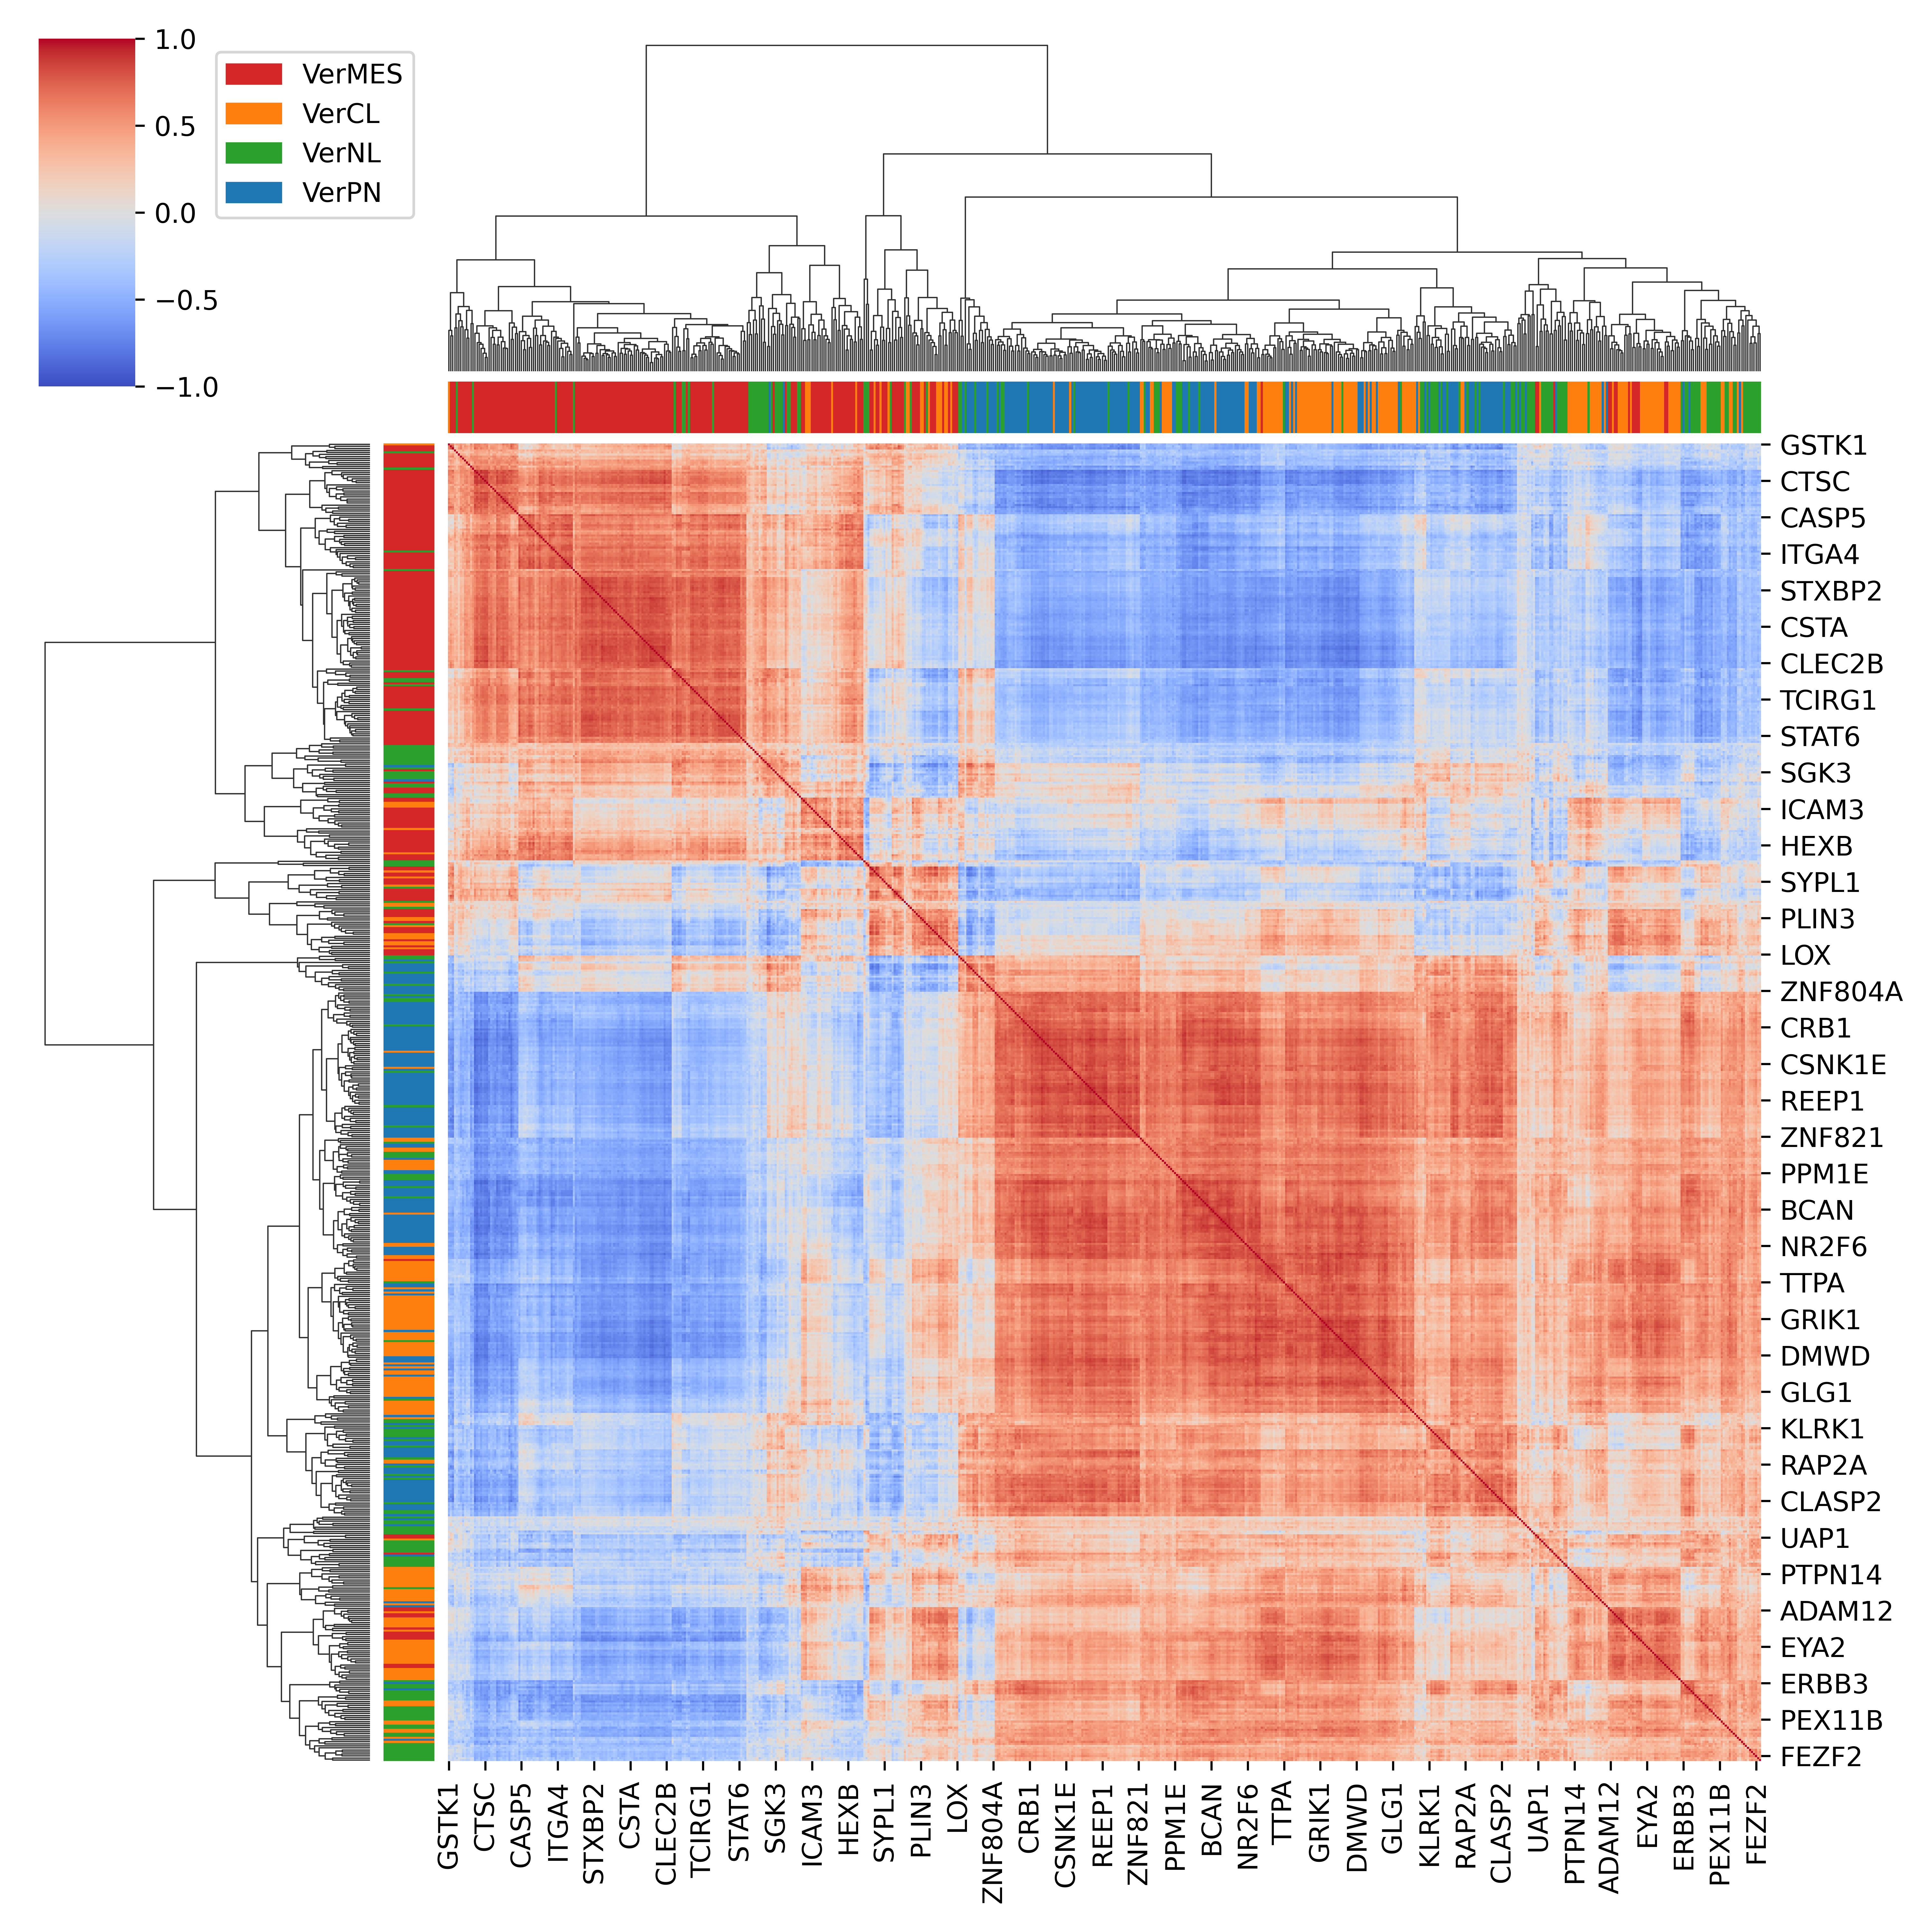 1.0
0.5
0.0
−0.5
−1.0
VerMES
VerCL
VerNL
VerPN
GSTK1
CTSC
CASP5
ITGA4
STXBP2
CSTA
CLEC2B
TCIRG1
STAT6
SGK3
ICAM3
HEXB
SYPL1
PLIN3
LOX
ZNF804A
CRB1
CSNK1E
REEP1
ZNF821
PPM1E
BCAN
NR2F6
TTPA
GRIK1
DMWD
GLG1
KLRK1
RAP2A
CLASP2
UAP1
PTPN14
ADAM12
EYA2
ERBB3
PEX11B
FEZF2
GSTK1
CTSC
CASP5
ITGA4
STXBP2
CSTA
CLEC2B
TCIRG1
STAT6
SGK3
ICAM3
HEXB
SYPL1
PLIN3
LOX
ZNF804A
CRB1
CSNK1E
REEP1
ZNF821
PPM1E
BCAN
NR2F6
TTPA
GRIK1
DMWD
GLG1
KLRK1
RAP2A
CLASP2
UAP1
PTPN14
ADAM12
EYA2
ERBB3
PEX11B
FEZF2